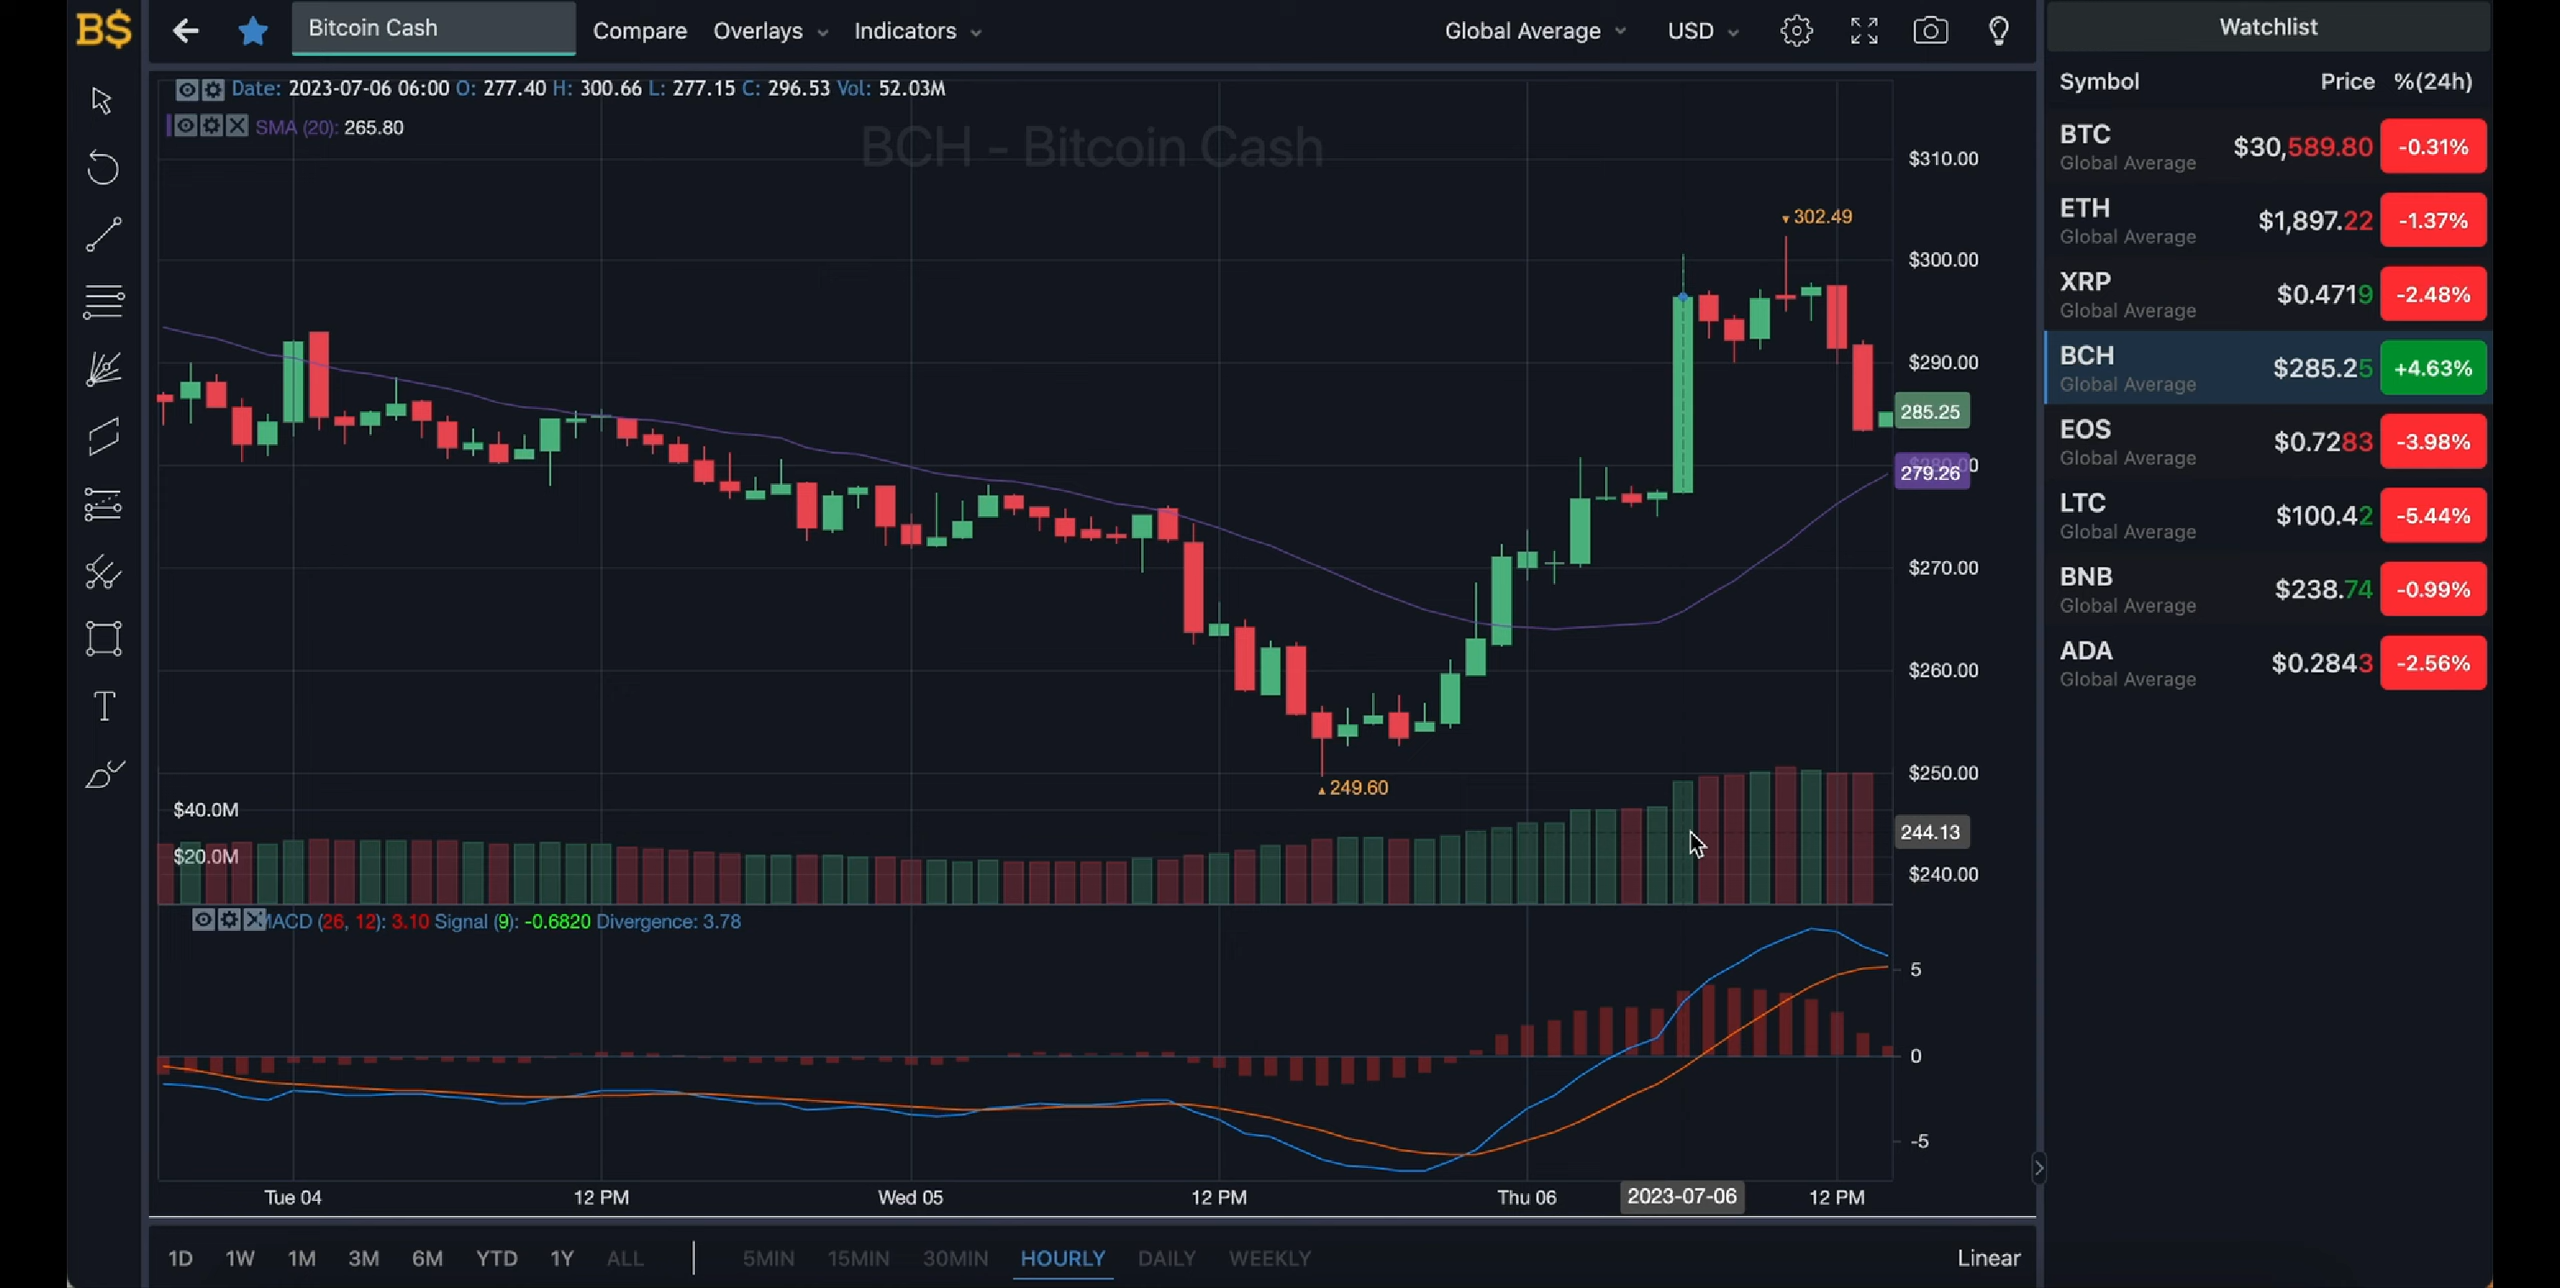 B$
Bitcoin Cash
Compare
Overlays
Indicators
Global Average
USD
Date: 2023-07-06 06:00 O: 277.40 H: 300.66 L: 277.15 C: 296.53 Vol: 52.03M
SMA (20): 265.80
BCH - Bitcoin Cash
302.49
249.60
$310.00
$300.00
$290.00
285.25
279.26
$270.00
$260.00
$250.00
244.13
$240.00
$40.0M
$20.0M
MACD (26, 12): 3.10 Signal (9): -0.6820 Divergence: 3.78
5
0
-5
Tue 04
12 PM
Wed 05
12 PM
Thu 06
2023-07-06
12 PM
1D
1W
1M
3M
6M
YTD
1Y
ALL
5MIN
15MIN
30MIN
HOURLY
DAILY
WEEKLY
Linear
Watchlist
Symbol Price %(24h)
BTC $30,589.80 -0.31%
Global Average
ETH $1,897.22 -1.37%
Global Average
XRP $0.4719 -2.48%
Global Average
BCH $285.25 +4.63%
Global Average
EOS $0.7283 -3.98%
Global Average
LTC $100.42 -5.44%
Global Average
BNB $238.74 -0.99%
Global Average
ADA $0.2843 -2.56%
Global Average